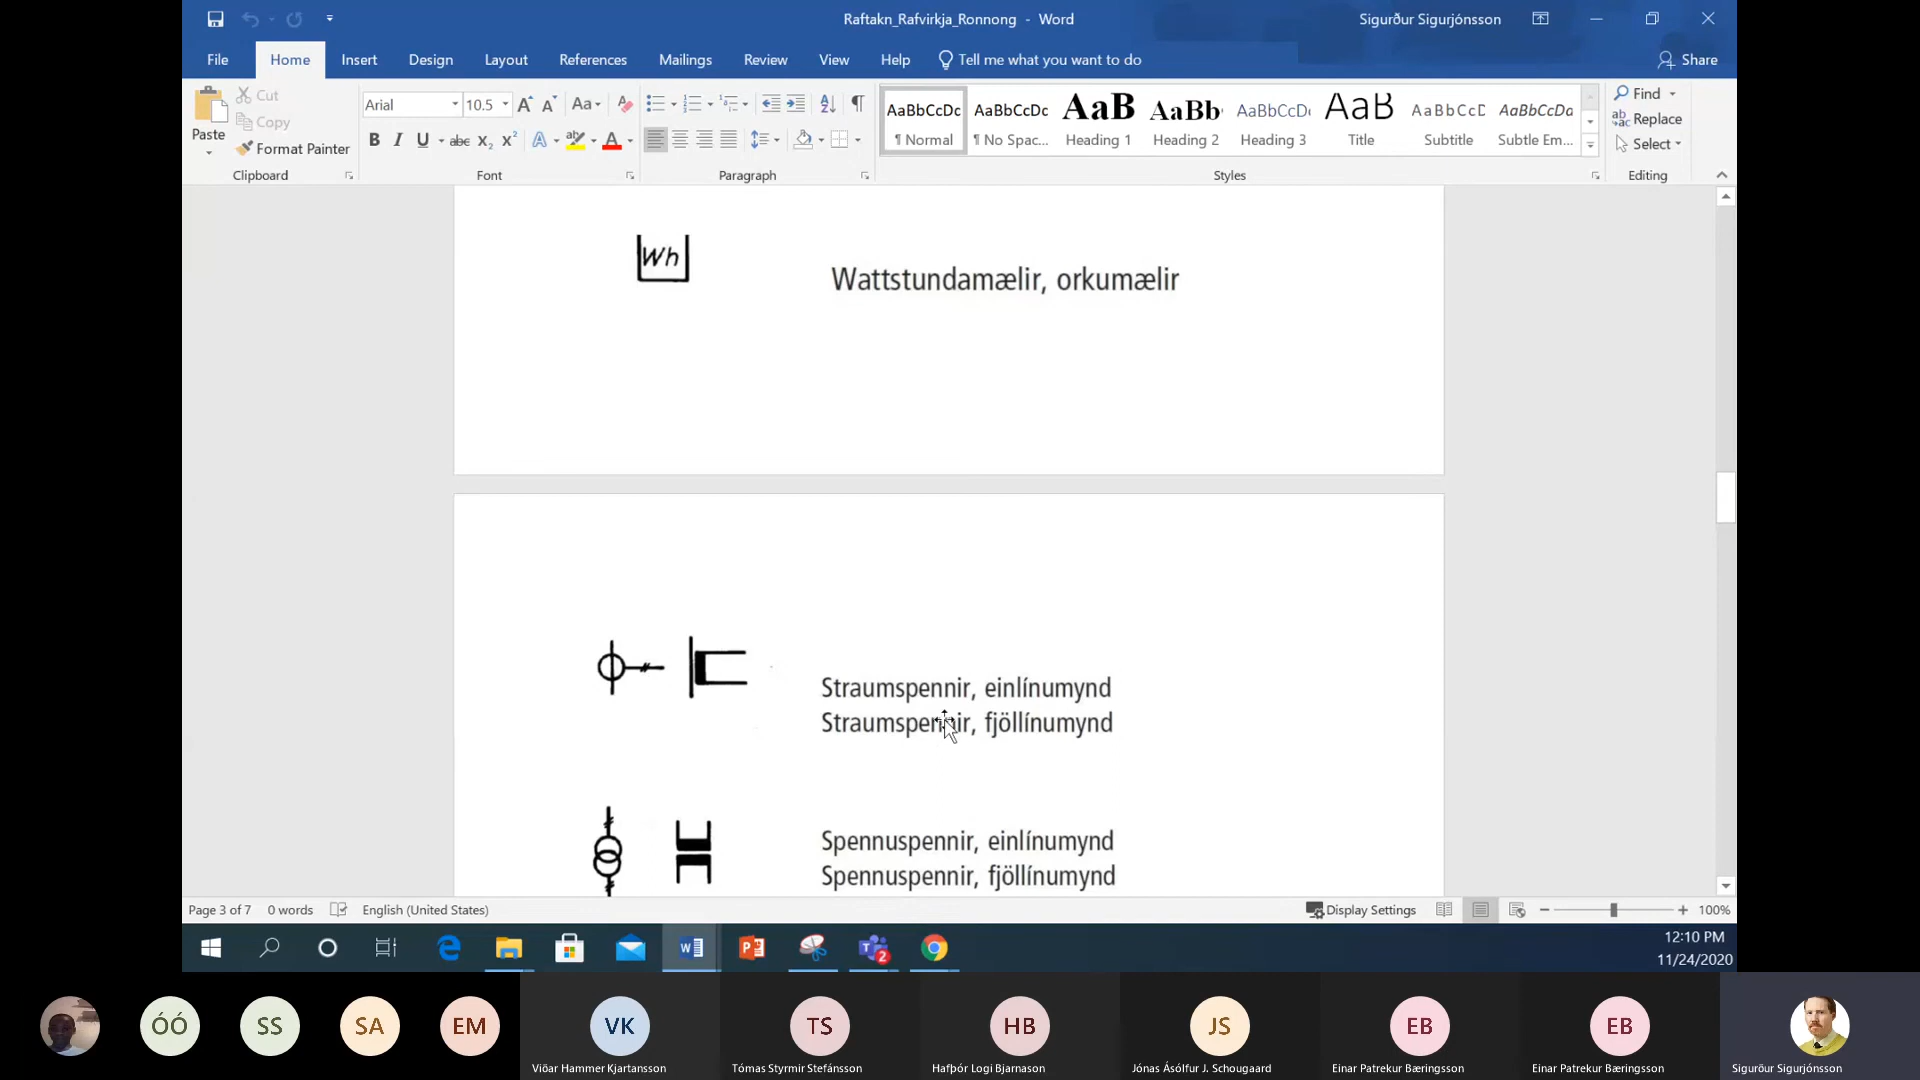 Raftakn_Rafvirkja_Ronnong - Word
Sigurður Sigurjónsson
File Home Insert Design Layout References Mailings Review View Help Tell me what you want to do
Share
Paste
Cut
Copy
Format Painter
Clipboard
Arial 10.5
Aa
B I U abc X₂ X²
Font
Paragraph
AaBbCcDc AaBbCcDc AaB AaBb AaBbCcDc AaB AaBbCcD AaBbCcDa
¶ Normal ¶ No Spac... Heading 1 Heading 2 Heading 3 Title Subtitle Subtle Em...
Styles
Find
Replace
Select
Editing
Wh
Wattstundamælir, orkumælir
Straumspennir, einlínumynd
Straumspennir, fjöllínumynd
Spennuspennir, einlínumynd
Spennuspennir, fjöllínumynd
Page 3 of 7 0 words English (United States)
Display Settings
100%
2
12:10 PM
11/24/2020
ÓÓ SS SA EM VK TS HB JS EB EB
Viðar Hammer Kjartansson
Tómas Styrmir Stefánsson
Hafþór Logi Bjarnason
Jónas Ásólfur J. Schougaard
Einar Patrekur Bæringsson
Einar Patrekur Bæringsson
Sigurður Sigurjónsson